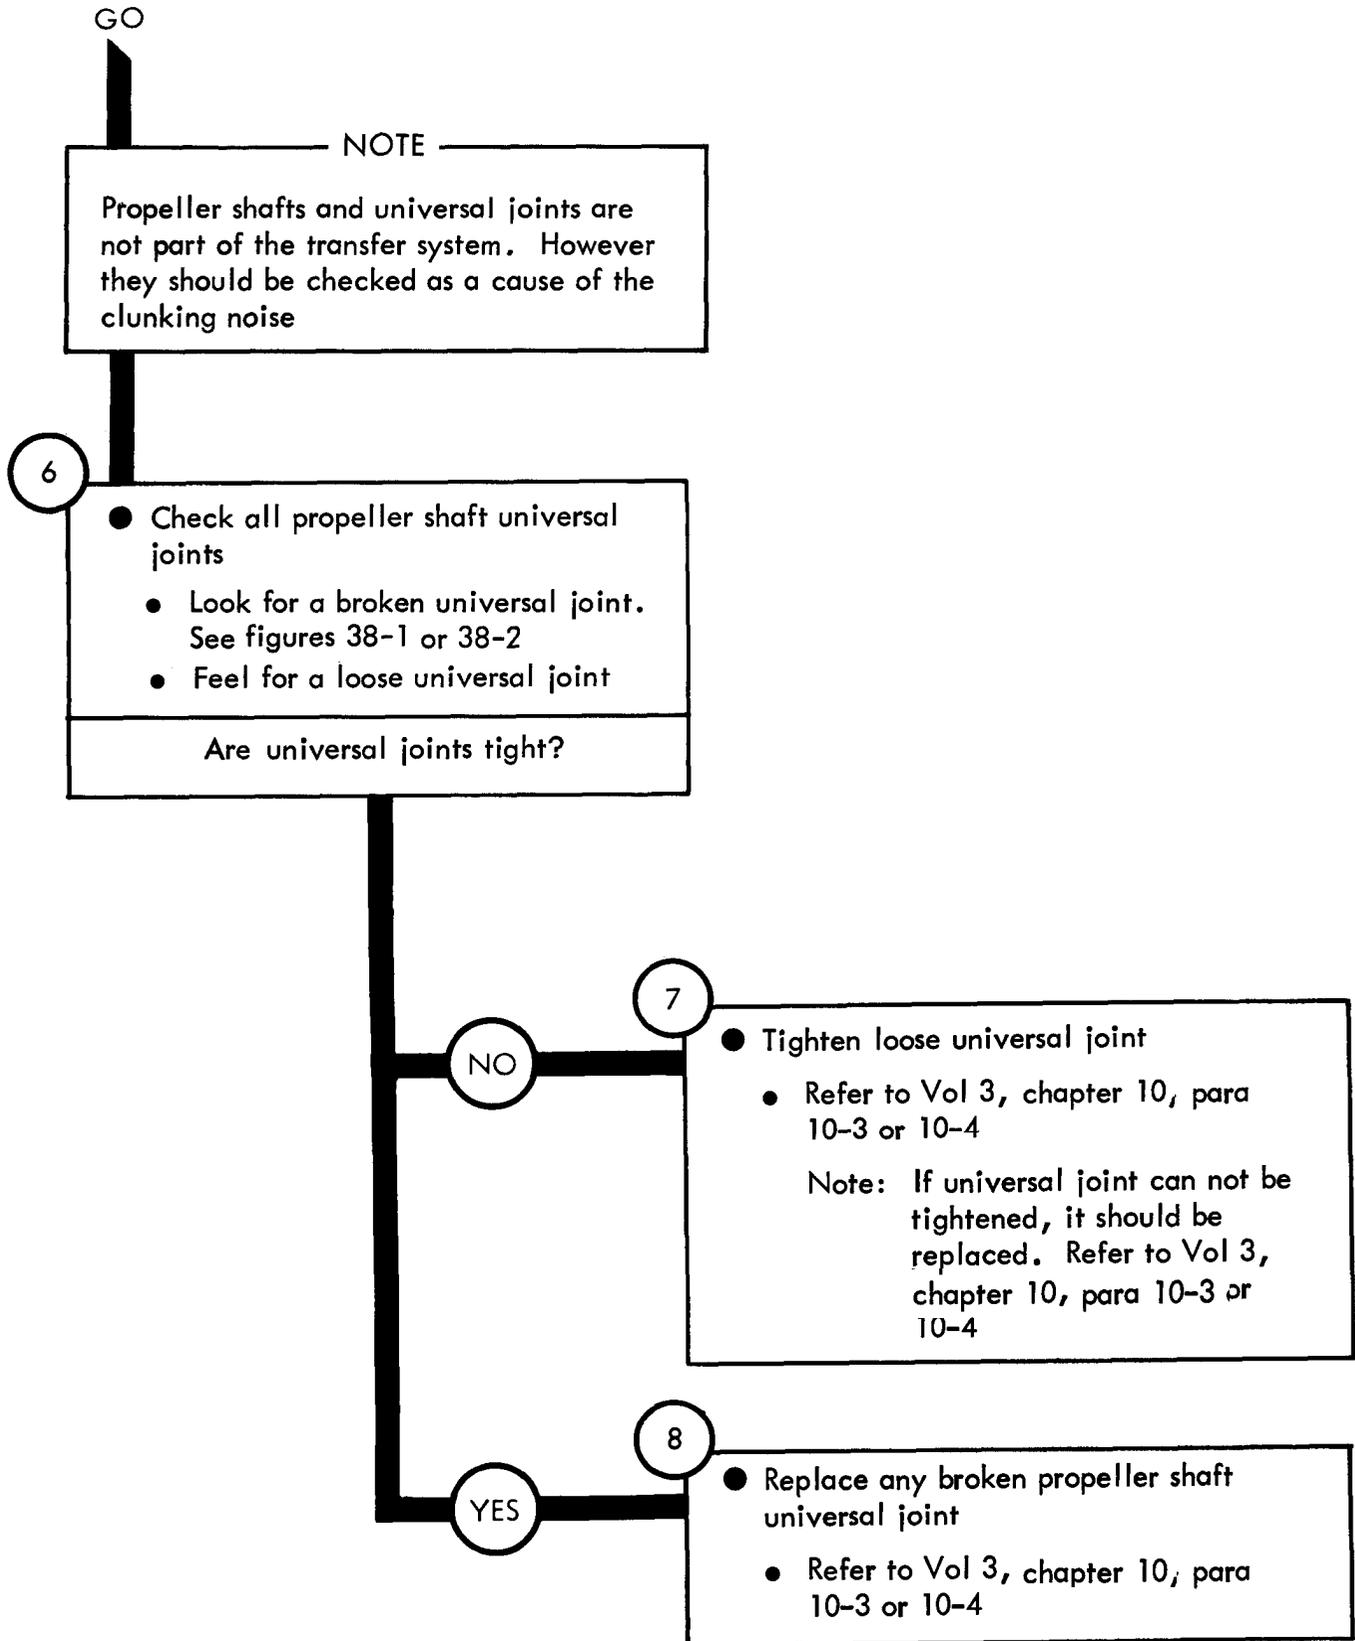 GO
NOTE
Propeller shafts and universal joints are
not part of the transfer system. However
they should be checked as a cause of the
clunking noise
6
● Check all propeller shaft universal
joints
● Look for a broken universal joint.
See figures 38-1 or 38-2
● Feel for a loose universal joint
Are universal joints tight?
7
● Tighten loose universal joint
● Refer to Vol 3, chapter 10, para
10-3 or 10-4
Note: If universal joint can not be
tightened, it should be
replaced. Refer to Vol 3,
chapter 10, para 10-3 or
10-4
NO
8
● Replace any broken propeller shaft
universal joint
● Refer to Vol 3, chapter 10, para
10-3 or 10-4
YES